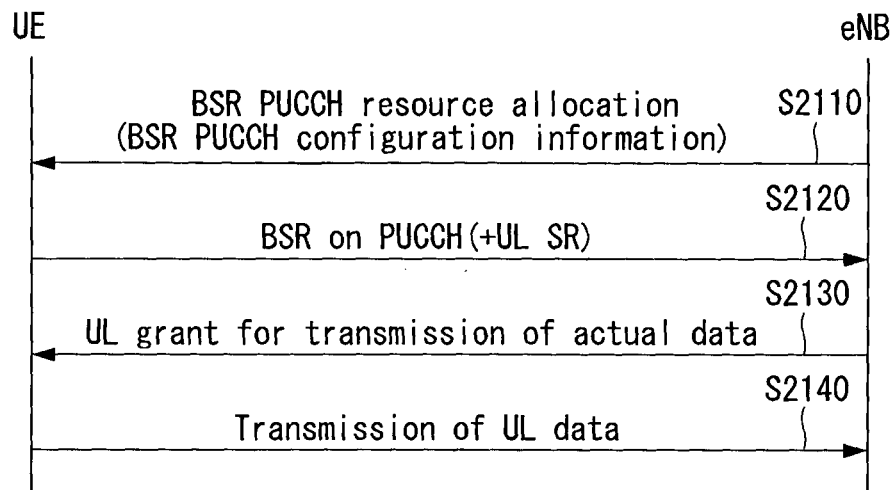 UE
eNB
BSR PUCCH resource allocation
S2110
(BSR PUCCH configuration information)
S2120
BSR on PUCCH(+UL SR)
S2130
UL grant for transmission of actual data
S2140
Transmission of UL data